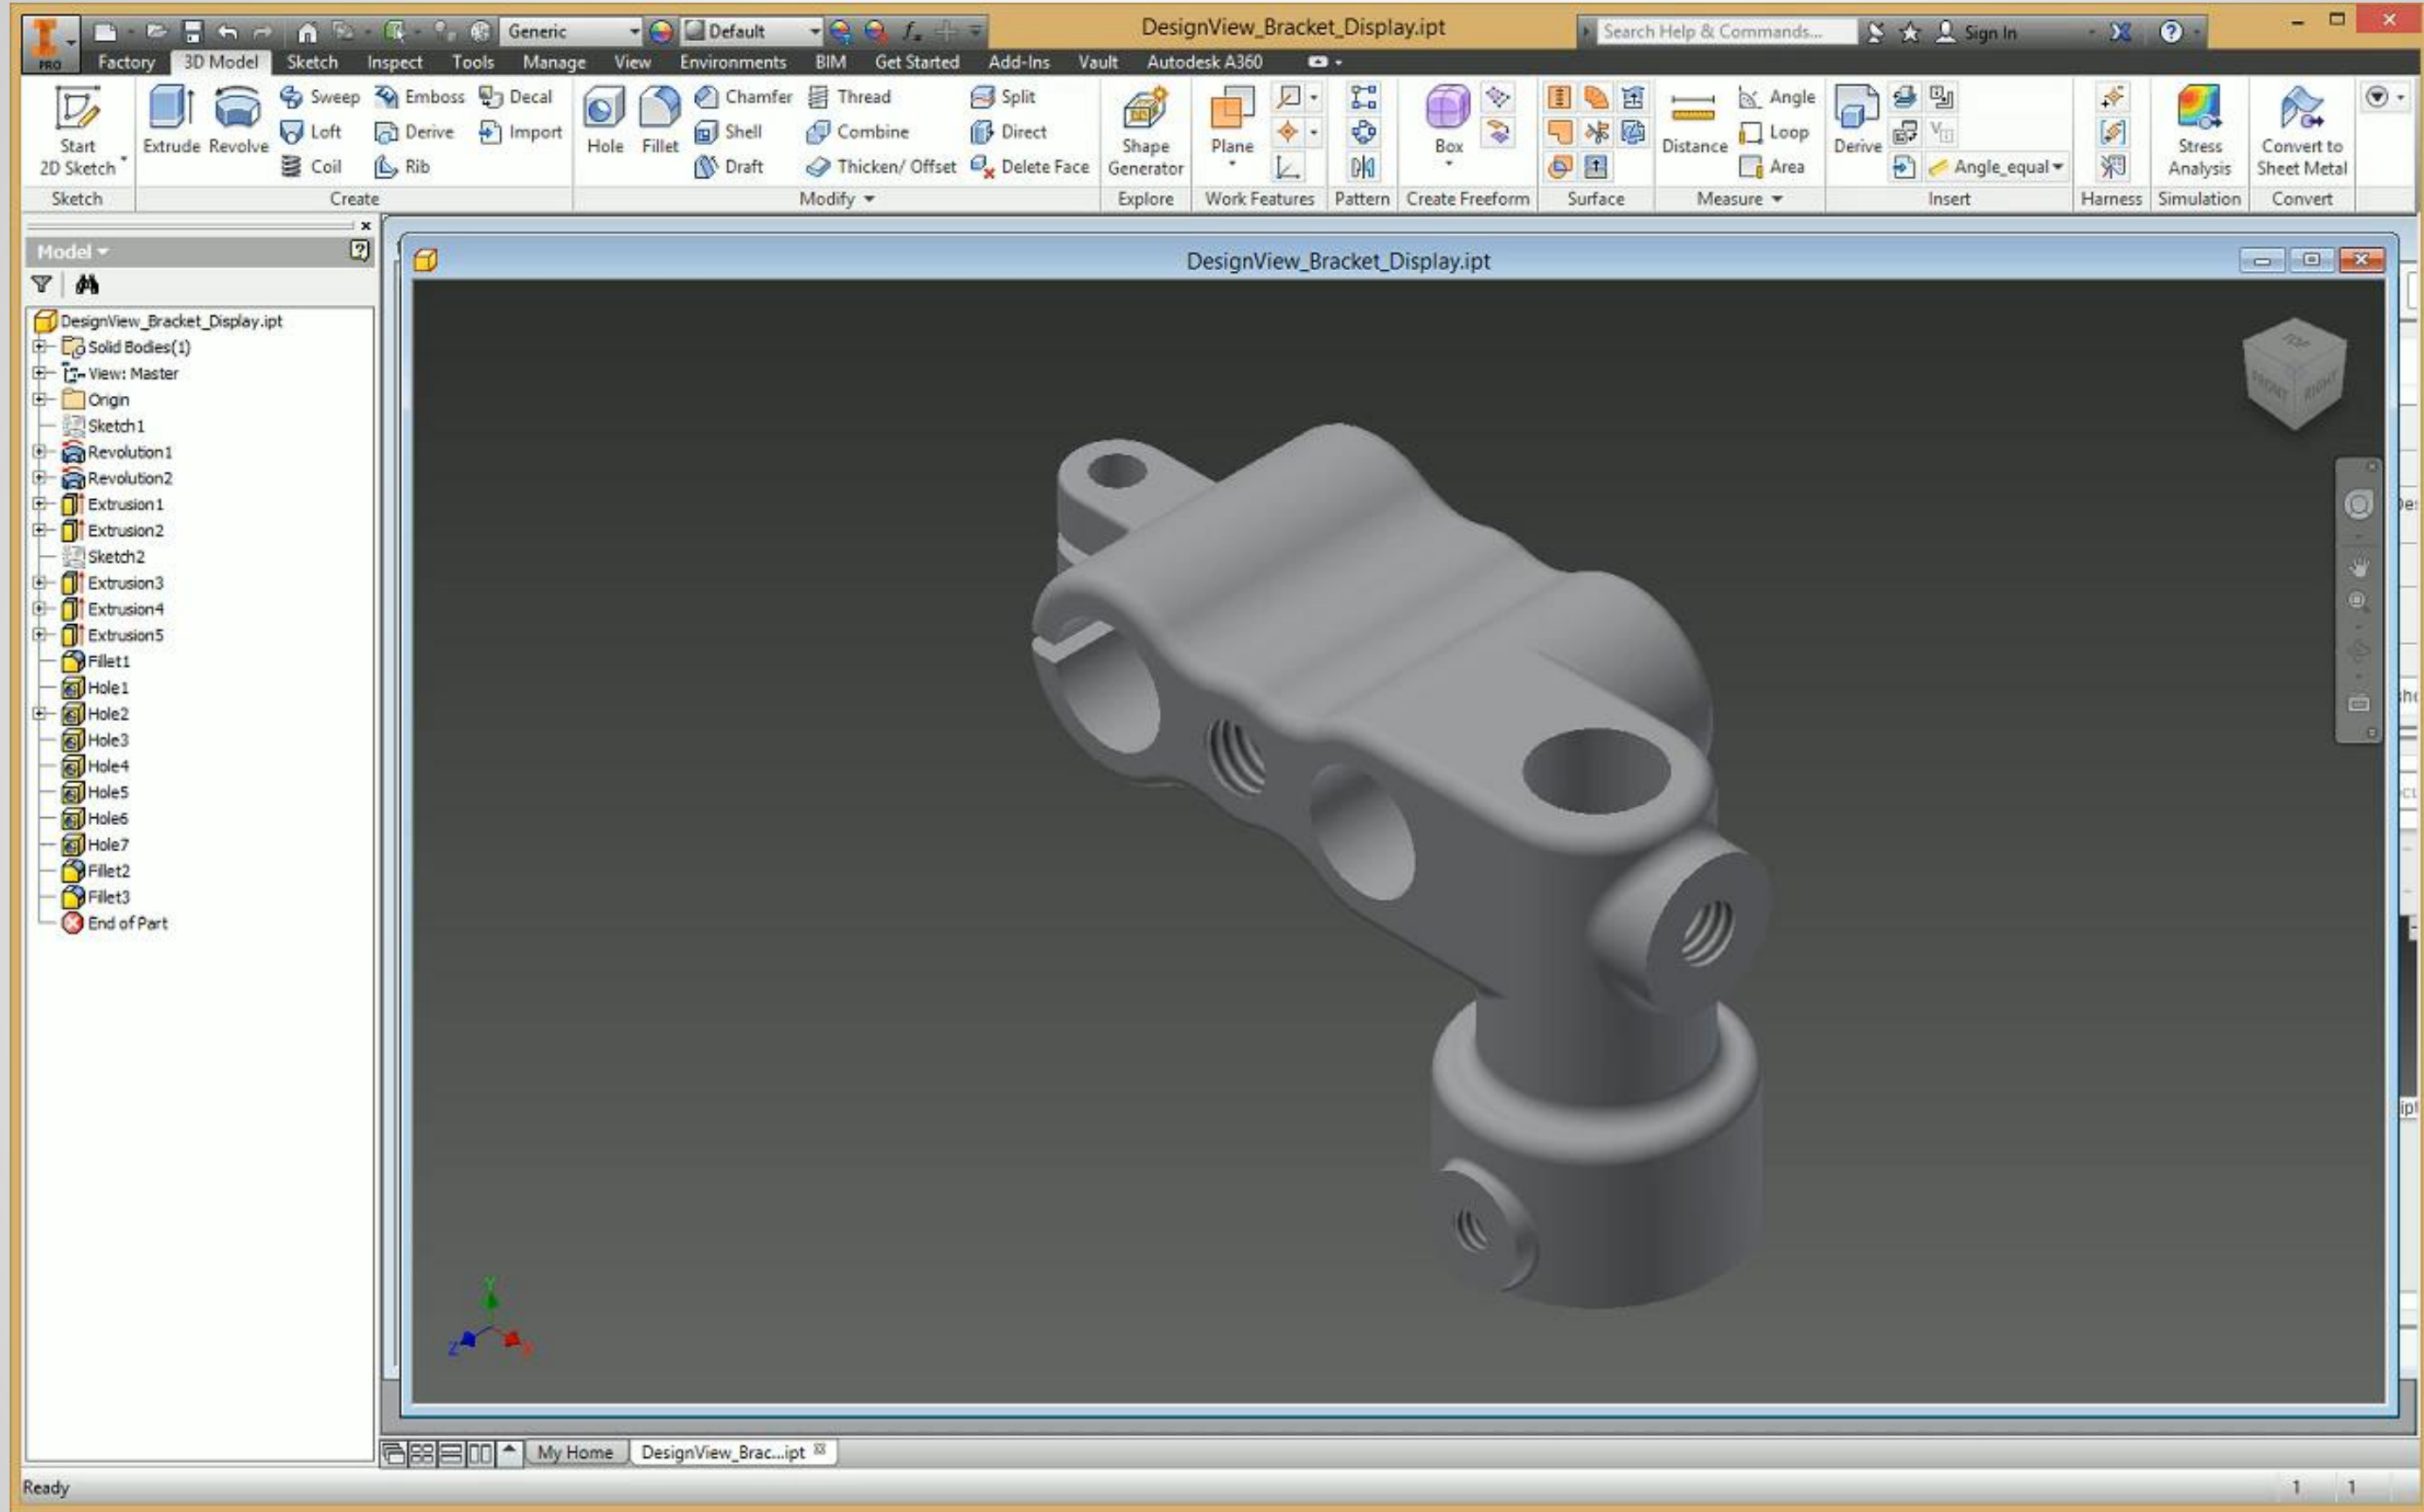 Generic
Default
DesignView_Bracket_Display.ipt
Search Help & Commands...
Sign In
PRO
Factory 3D Model Sketch Inspect Tools Manage View Environments BIM Get Started Add-Ins Vault Autodesk A360
Sweep Emboss Decal Chamfer Thread Split Angle
Loft Derive Import Shell Combine Direct Loop
Start Extrude Revolve Hole Fillet Shape Plane Box Distance Derive Stress Convert to
2D Sketch Coil Rib Draft Thicken/ Offset Delete Face Generator Area Angle_equal Analysis Sheet Metal
Sketch Create Modify Explore Work Features Pattern Create Freeform Surface Measure Insert Harness Simulation Convert
Model
DesignView_Bracket_Display.ipt
DesignView_Bracket_Display.ipt
Solid Bodies(1)
View: Master
Origin
Sketch1
Revolution1
Revolution2
Extrusion1
Extrusion2
Sketch2
Extrusion3
Extrusion4
Extrusion5
Fillet1
Hole1
Hole2
Hole3
Hole4
Hole5
Hole6
Hole7
Fillet2
Fillet3
End of Part
TOP
FRONT RIGHT
Y
Z X
My Home DesignView_Brac...ipt
Ready 1 1